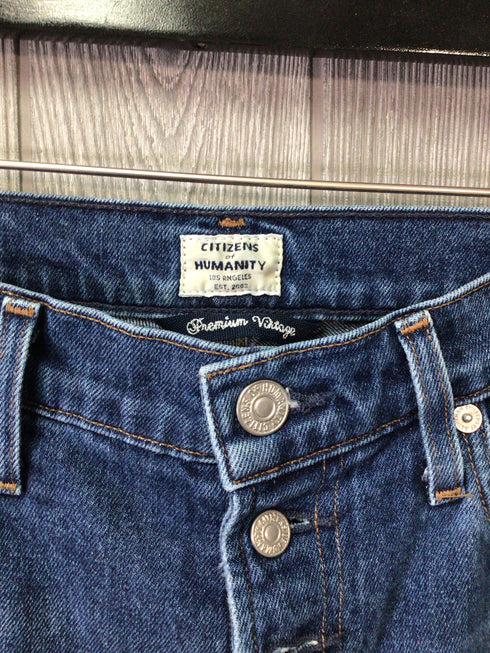 CITIZENS
of
HUMANITY
LOS ANGELES
EST. 2003
Premium Vintage